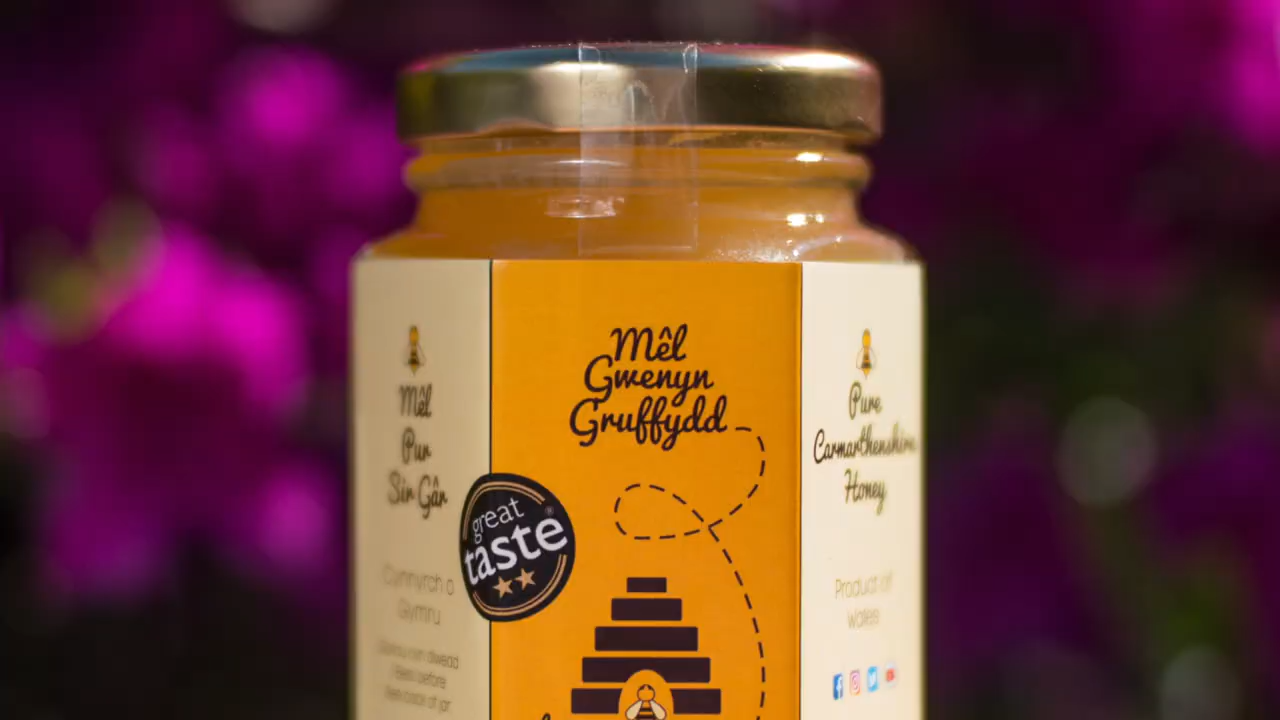 Mêl
Gwenyn
Gruffydd
Mêl
Pur
Sir Gâr
great
taste
Cynnyrch o
Gymru
Pure
Carmarthenshire
Honey
Product of
Wales